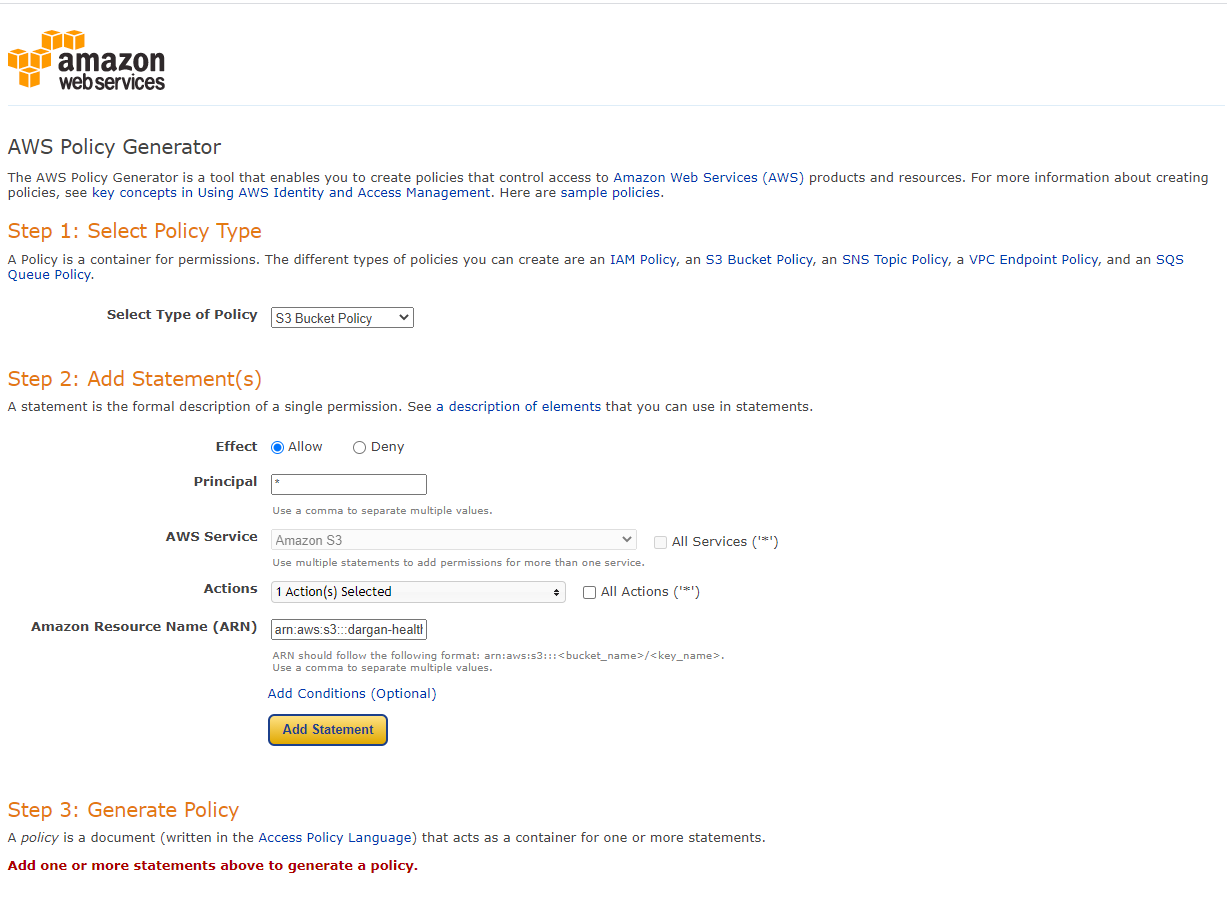 amazon
web services
AWS Policy Generator
The AWS Policy Generator is a tool that enables you to create policies that control access to Amazon Web Services (AWS) products and resources. For more information about creating
policies, see key concepts in Using AWS Identity and Access Management. Here are sample policies.
Step 1: Select Policy Type
A Policy is a container for permissions. The different types of policies you can create are an IAM Policy, an S3 Bucket Policy, an SNS Topic Policy, a VPC Endpoint Policy, and an SQS
Queue Policy.
Select Type of Policy S3 Bucket Policy
Step 2: Add Statement(s)
A statement is the formal description of a single permission. See a description of elements that you can use in statements.
Effect Allow Deny
Principal *
Use a comma to separate multiple values.
AWS Service Amazon S3 All Services ('*')
Use multiple statements to add permissions for more than one service.
Actions 1 Action(s) Selected All Actions ('*')
Amazon Resource Name (ARN) arn:aws:s3:::dargan-health
ARN should follow the following format: arn:aws:s3:::<bucket_name>/<key_name>.
Use a comma to separate multiple values.
Add Conditions (Optional)
Add Statement
Step 3: Generate Policy
A policy is a document (written in the Access Policy Language) that acts as a container for one or more statements.
Add one or more statements above to generate a policy.